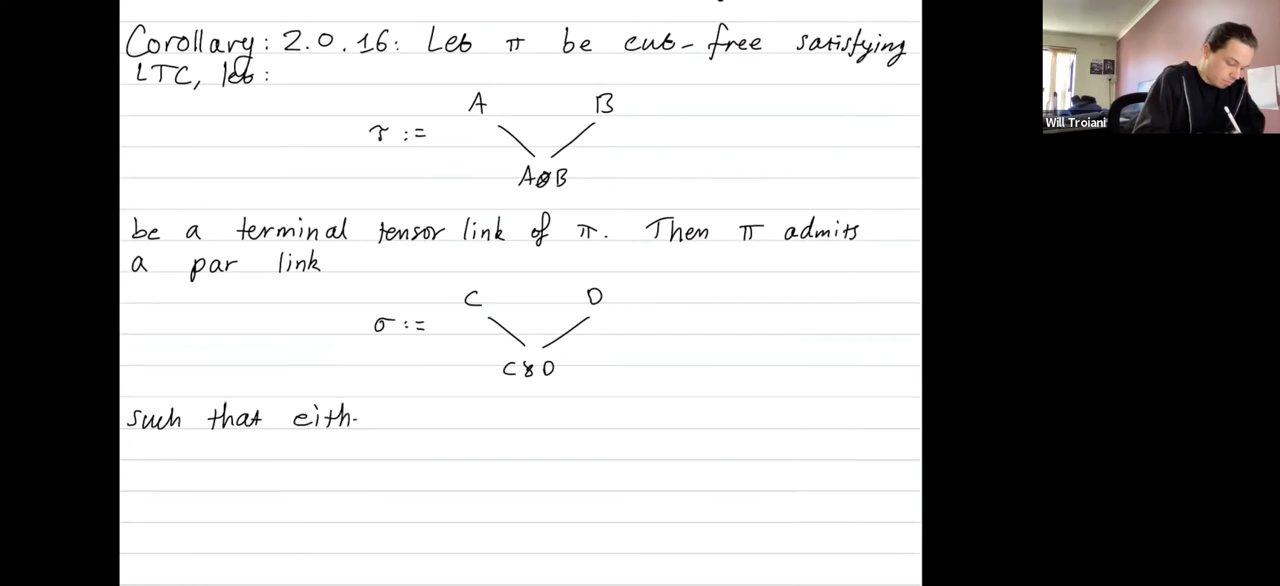 Corollary: 2.0.16: Let π be cut-free satisfying
LTC, let:
A B
τ :=
A⊗B
be a terminal tensor link of π. Then π admits
a par link
C D
σ :=
C⅋D
such that eith
Will Troiani